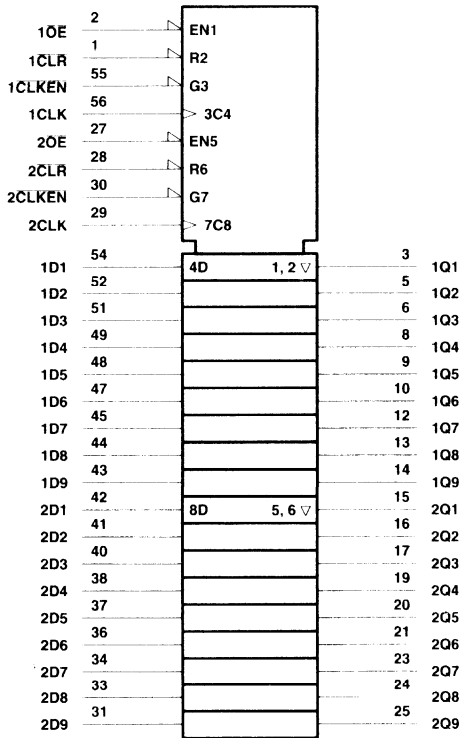 1OE 2 EN1
1CLR 1 R2
1CLKEN 55 G3
1CLK 56 3C4
2OE 27 EN5
2CLR 28 R6
2CLKEN 30 G7
2CLK 29 7C8
1D1 54 4D 1, 2 ▽ 3 1Q1
1D2 52 5 1Q2
1D3 51 6 1Q3
1D4 49 8 1Q4
1D5 48 9 1Q5
1D6 47 10 1Q6
1D7 45 12 1Q7
1D8 44 13 1Q8
1D9 43 14 1Q9
2D1 42 8D 5, 6 ▽ 15 2Q1
2D2 41 16 2Q2
2D3 40 17 2Q3
2D4 38 19 2Q4
2D5 37 20 2Q5
2D6 36 21 2Q6
2D7 34 23 2Q7
2D8 33 24 2Q8
2D9 31 25 2Q9